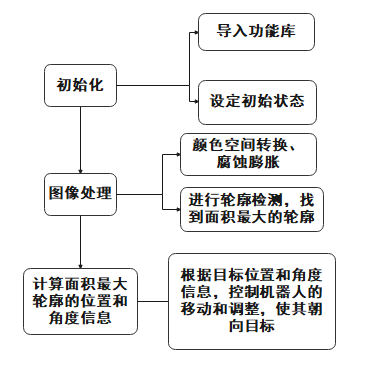 导入功能库
初始化
设定初始状态
颜色空间转换、
腐蚀膨胀
图像处理
进行轮廓检测，找
到面积最大的轮廓
计算面积最大
轮廓的位置和
角度信息
根据目标位置和角度
信息，控制机器人的
移动和调整，使其朝
向目标